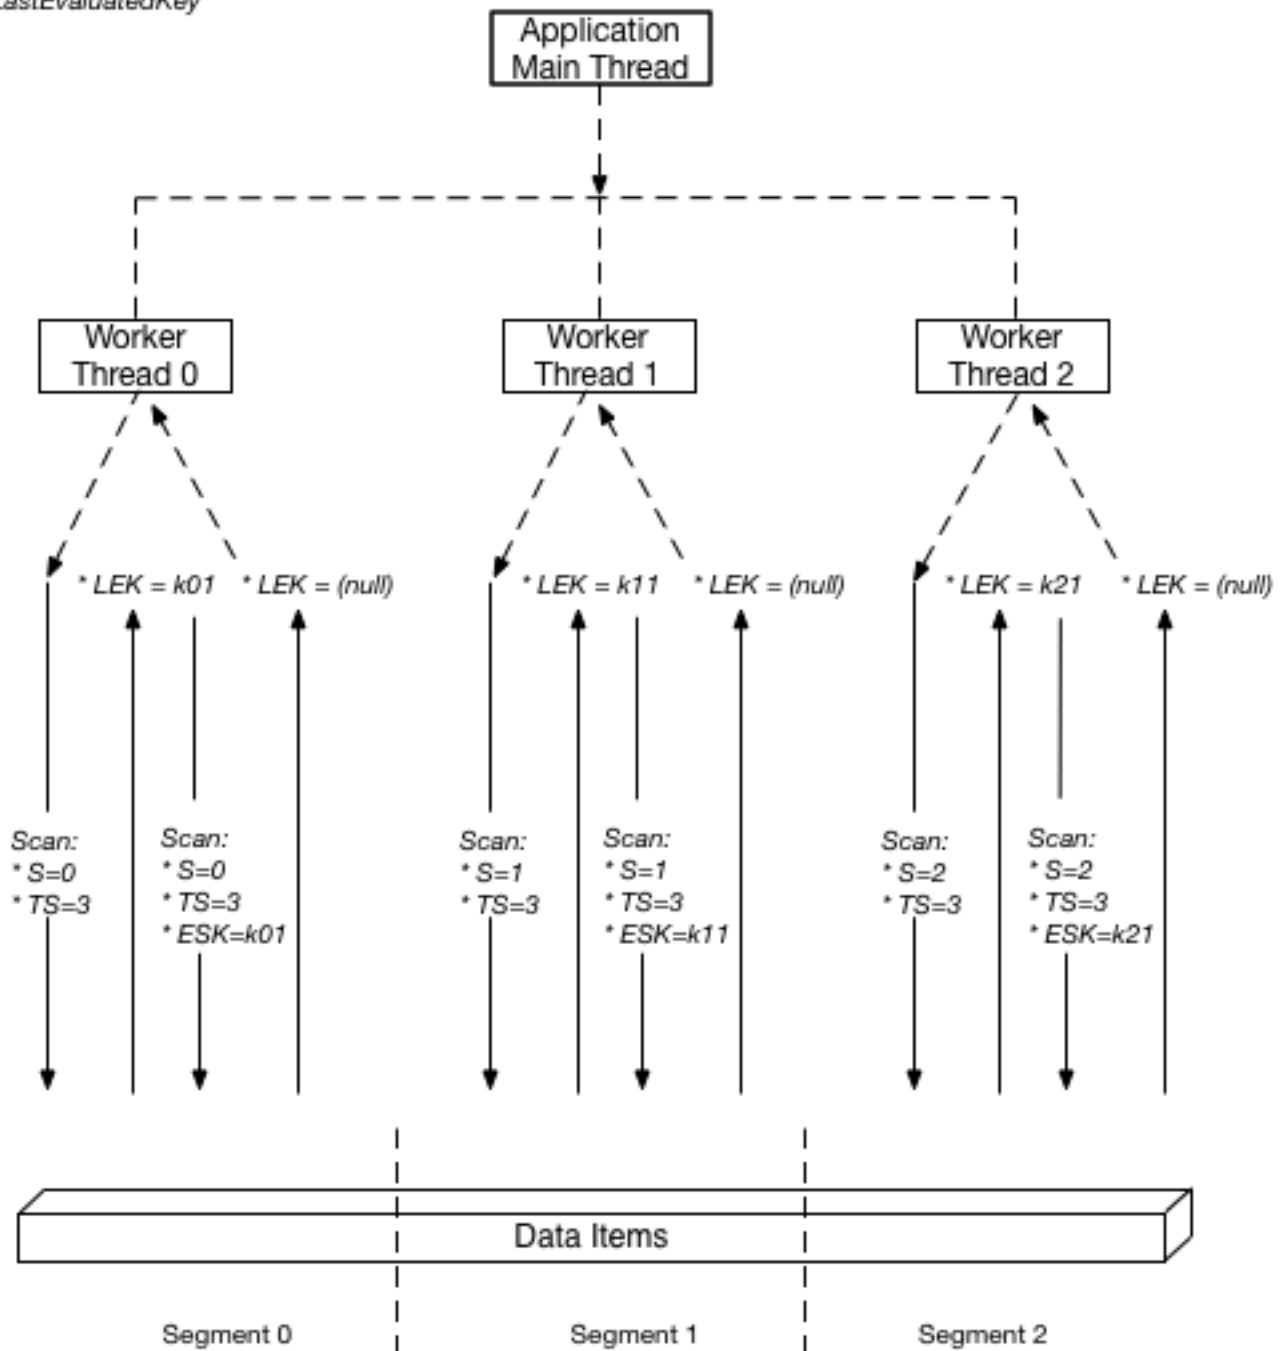 LastEvaluatedKey
Application
Main Thread
Worker
Thread 0
Worker
Thread 1
Worker
Thread 2
* LEK = k01
* LEK = (null)
* LEK = k11
* LEK = (null)
* LEK = k21
* LEK = (null)
Scan:
* S=0
* TS=3
Scan:
* S=0
* TS=3
* ESK=k01
Scan:
* S=1
* TS=3
Scan:
* S=1
* TS=3
* ESK=k11
Scan:
* S=2
* TS=3
Scan:
* S=2
* TS=3
* ESK=k21
Data Items
Segment 0
Segment 1
Segment 2